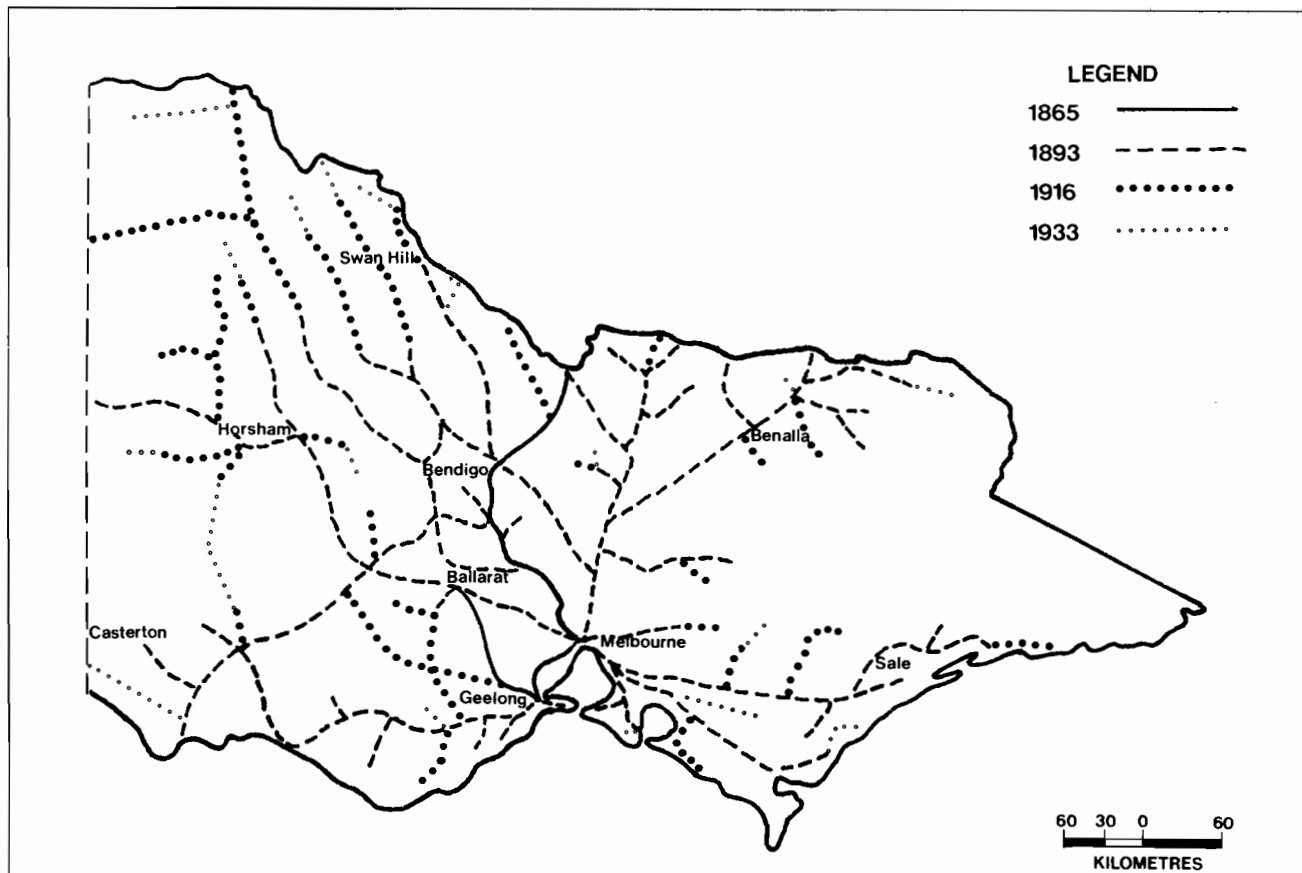 LEGEND
1865
1893
1916
1933
Swan Hill
Horsham
Benalla
Bendigo
Ballarat
Casterton
Melbourne
Sale
Geelong
60 30 0 60
KILOMETRES